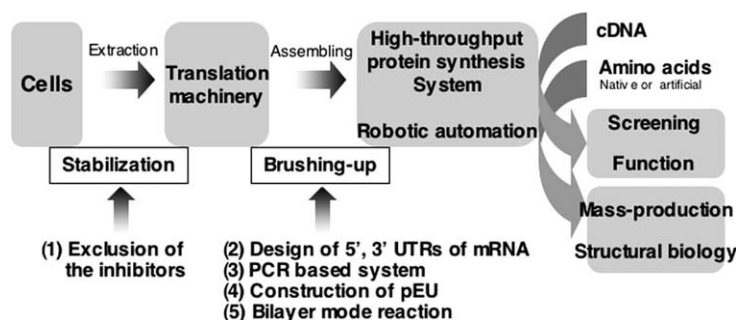 Cells
Extraction
Translation
machinery
Assembling
High-throughput
protein synthesis
System
Robotic automation
cDNA
Amino acids
Native or artificial
Screening
Function
Mass-production
Structural biology
Stabilization
Brushing-up
(1) Exclusion of
the inhibitors
(2) Design of 5', 3' UTRs of mRNA
(3) PCR based system
(4) Construction of pEU
(5) Bilayer mode reaction